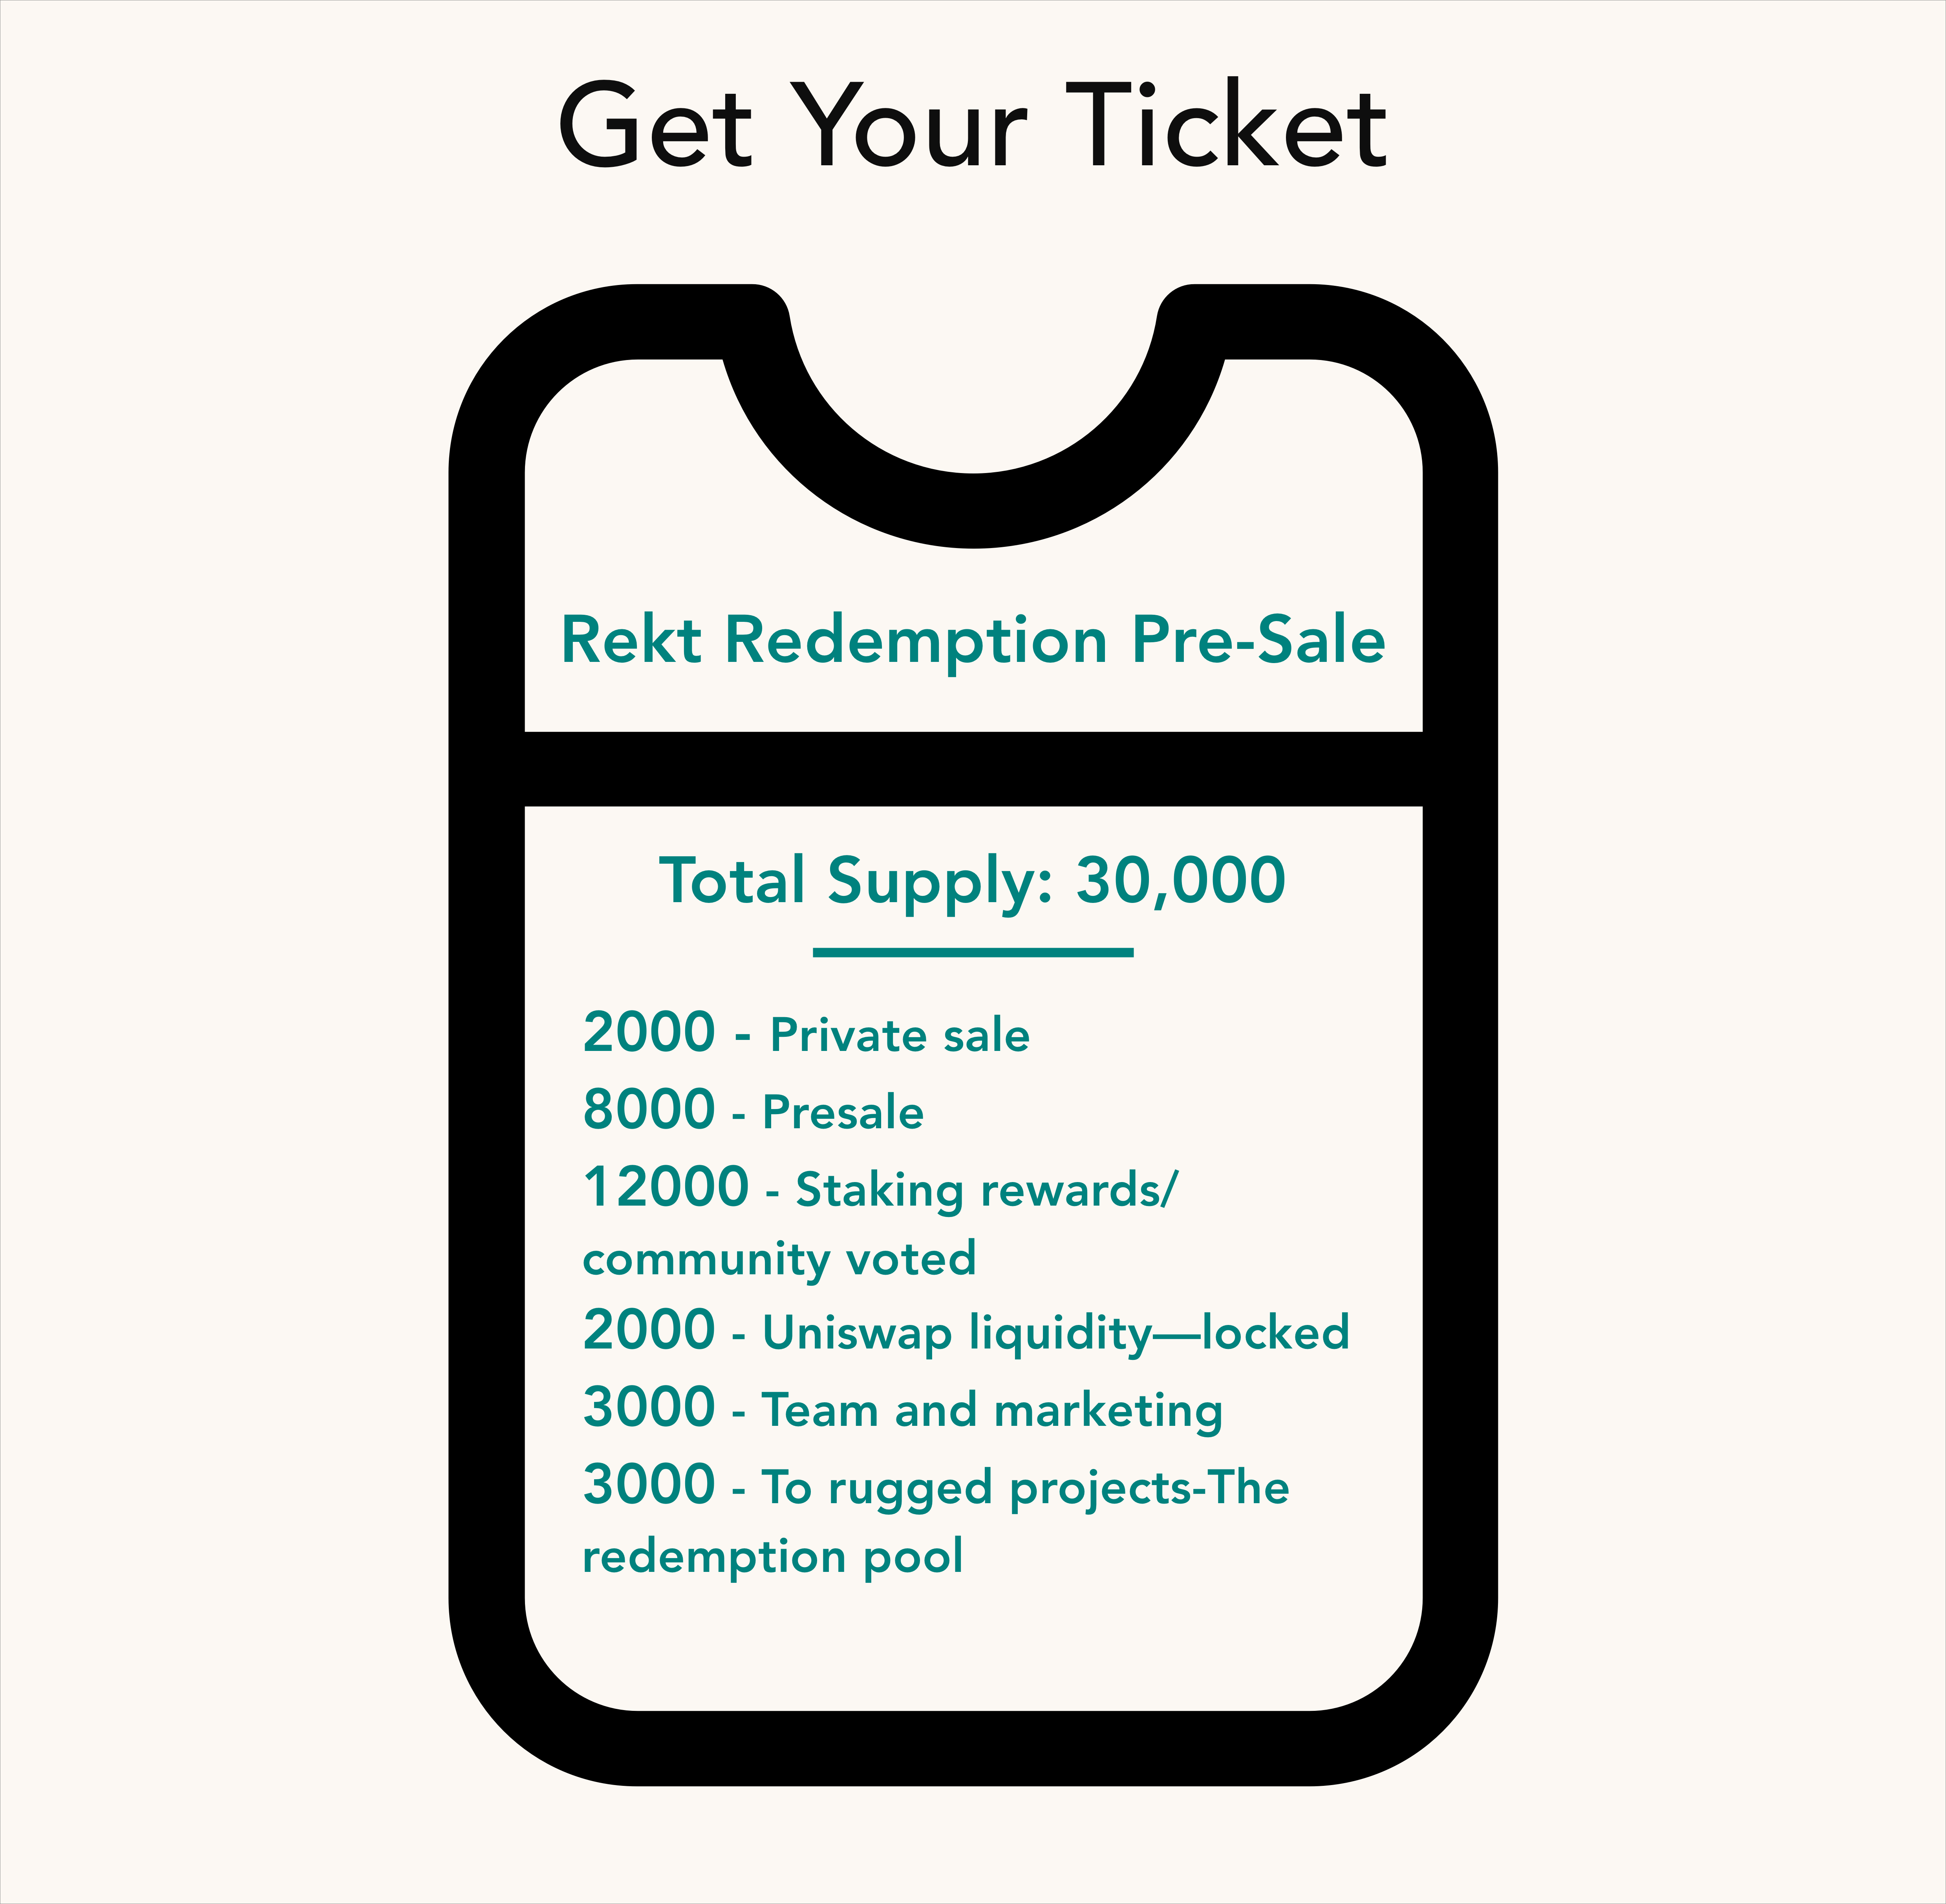 Get Your Ticket
Rekt Redemption Pre-Sale
Total Supply: 30,000
2000 - Private sale
8000 - Presale
12000 - Staking rewards/
community voted
2000 - Uniswap liquidity—locked
3000 - Team and marketing
3000 - To rugged projects-The
redemption pool